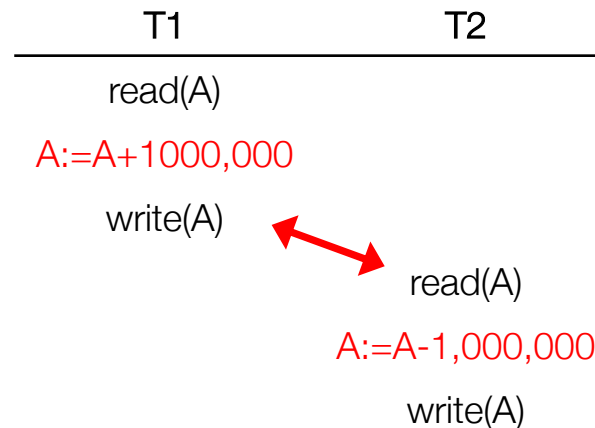 T1 T2
read(A)
A:=A+1000,000
write(A)
read(A)
A:=A-1,000,000
write(A)